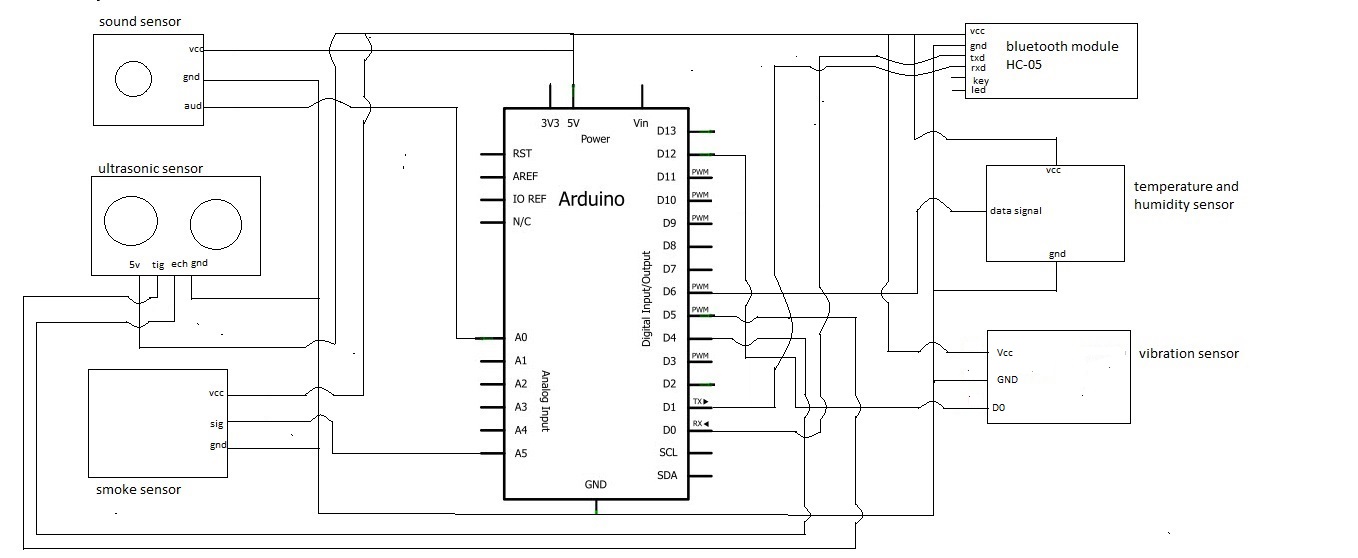 sound sensor
vcc
gnd
aud
ultrasonic sensor
5v tig ech gnd
vcc
sig
gnd
smoke sensor
3V3 5V Vin
Power
Arduino
RST
AREF
IO REF
N/C
A0
A1
A2
A3
A4
A5
Analog Input
Digital Input/Output
D13
D12
D11 PWM
D10 PWM
D9 PWM
D8
D7
D6 PWM
D5 PWM
D4
D3 PWM
D2
D1 TX▶
D0 RX◀
SCL
SDA
GND
vcc
gnd
txd
rxd
key
led
bluetooth module
HC-05
vcc
data signal
gnd
temperature and
humidity sensor
Vcc
GND
DO
vibration sensor